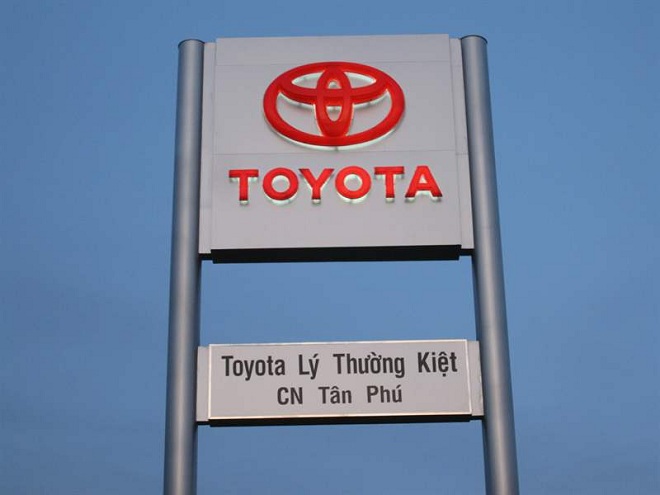 TOYOTA
Toyota Lý Thường Kiệt
CN Tân Phú